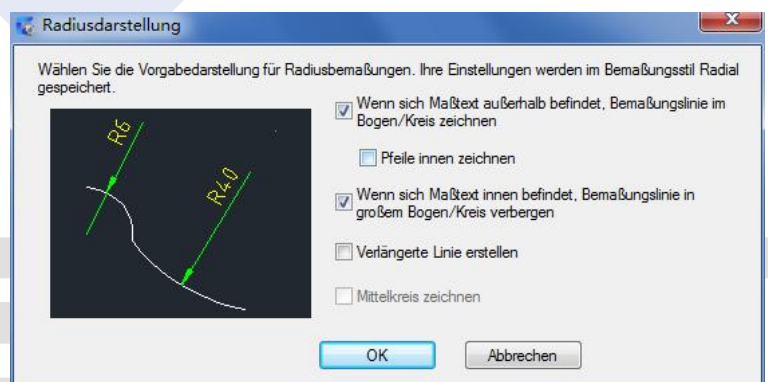 Radiusdarstellung
Wählen Sie die Vorgabedarstellung für Radiusbemaßungen. Ihre Einstellungen werden im Bemaßungsstil Radial
gespeichert.
R6
R40
Wenn sich Maßtext außerhalb befindet, Bemaßungslinie im
Bogen/Kreis zeichnen
Pfeile innen zeichnen
Wenn sich Maßtext innen befindet, Bemaßungslinie in
großem Bogen/Kreis verbergen
Verlängerte Linie erstellen
Mittelkreis zeichnen
OK
Abbrechen